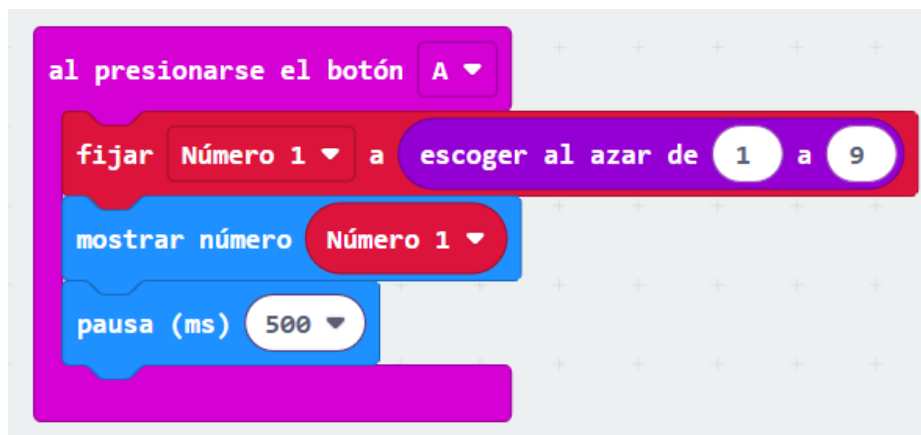 al presionarse el botón A
fijar Número 1 a escoger al azar de 1 a 9
mostrar número Número 1
pausa (ms) 500